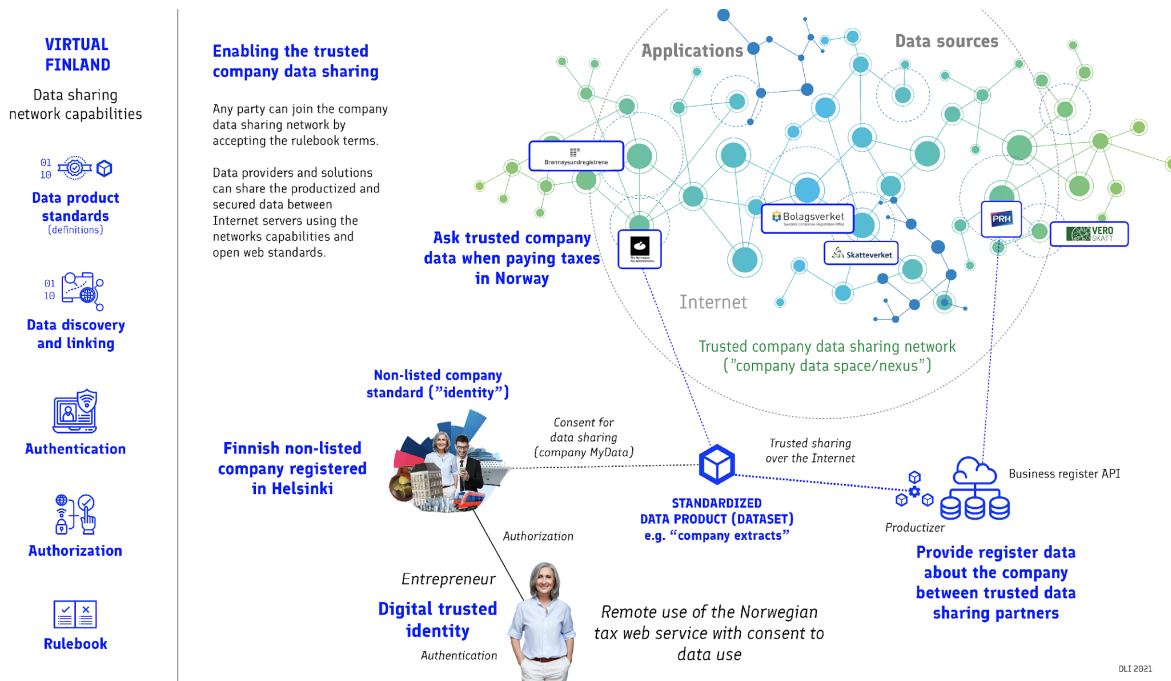 VIRTUAL
FINLAND
Data sharing
network capabilities
01
10
Data product
standards
(definitions)
01
10
Data discovery
and linking
Authentication
Authorization
Rulebook
Enabling the trusted
company data sharing
Any party can join the company
data sharing network by
accepting the rulebook terms.
Data providers and solutions
can share the productized and
secured data between
Internet servers using the
networks capabilities and
open web standards.
Applications
Data sources
Brønnøysundregistrene
Bolagsverket
Swedish Companies Registration Office
Skatteverket
PRH
VERO
SKATT
Ask trusted company
data when paying taxes
in Norway
The Norwegian
Tax Administration
Internet
Trusted company data sharing network
("company data space/nexus")
Non-listed company
standard ("identity")
Finnish non-listed
company registered
in Helsinki
Consent for
data sharing
(company MyData)
Trusted sharing
over the Internet
Business register API
Productizer
STANDARDIZED
DATA PRODUCT (DATASET)
e.g. “company extracts”
Provide register data
about the company
between trusted data
sharing partners
Authorization
Entrepreneur
Digital trusted
identity
Authentication
Remote use of the Norwegian
tax web service with consent to
data use
DLI 2021